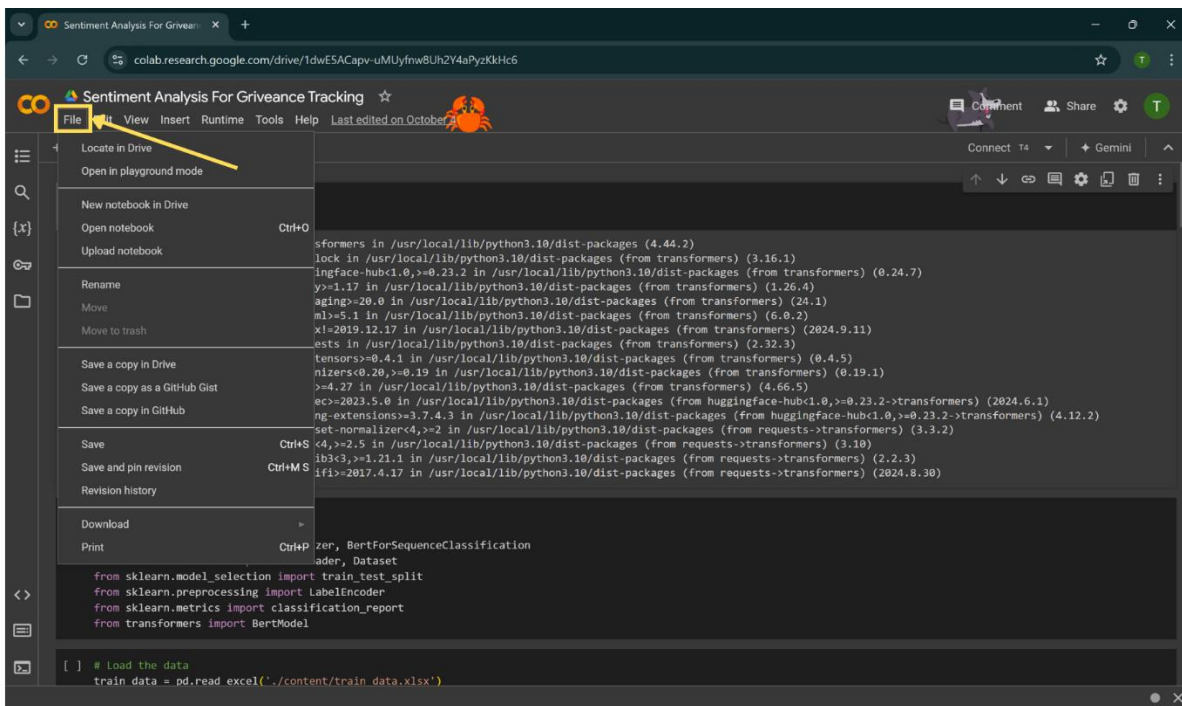 Sentiment Analysis For Grivean
colab.research.google.com/drive/1dwE5ACapv-uMUyfnw8Uh2Y4aPyzKkHc6
T
CO Sentiment Analysis For Griveance Tracking
File Edit View Insert Runtime Tools Help Last edited on October 4
Comment Share T
Connect T4 Gemini
Locate in Drive
Open in playground mode
New notebook in Drive
Open notebook Ctrl+O
Upload notebook
Rename
Move
Move to trash
Save a copy in Drive
Save a copy as a GitHub Gist
Save a copy in GitHub
Save Ctrl+S
Save and pin revision Ctrl+M S
Revision history
Download
Print Ctrl+P
{x}
sformers in /usr/local/lib/python3.10/dist-packages (4.44.2)
lock in /usr/local/lib/python3.10/dist-packages (from transformers) (3.16.1)
ingface-hub<1.0,>=0.23.2 in /usr/local/lib/python3.10/dist-packages (from transformers) (0.24.7)
y>=1.17 in /usr/local/lib/python3.10/dist-packages (from transformers) (1.26.4)
aging>=20.0 in /usr/local/lib/python3.10/dist-packages (from transformers) (24.1)
ml>=5.1 in /usr/local/lib/python3.10/dist-packages (from transformers) (6.0.2)
x!=2019.12.17 in /usr/local/lib/python3.10/dist-packages (from transformers) (2024.9.11)
ests in /usr/local/lib/python3.10/dist-packages (from transformers) (2.32.3)
tensors>=0.4.1 in /usr/local/lib/python3.10/dist-packages (from transformers) (0.4.5)
nizers<0.20,>=0.19 in /usr/local/lib/python3.10/dist-packages (from transformers) (0.19.1)
>=4.27 in /usr/local/lib/python3.10/dist-packages (from transformers) (4.66.5)
ec>=2023.5.0 in /usr/local/lib/python3.10/dist-packages (from huggingface-hub<1.0,>=0.23.2->transformers) (2024.6.1)
ng-extensions>=3.7.4.3 in /usr/local/lib/python3.10/dist-packages (from huggingface-hub<1.0,>=0.23.2->transformers) (4.12.2)
set-normalizer<4,>=2 in /usr/local/lib/python3.10/dist-packages (from requests->transformers) (3.3.2)
<4,>=2.5 in /usr/local/lib/python3.10/dist-packages (from requests->transformers) (3.10)
ib3<3,>=1.21.1 in /usr/local/lib/python3.10/dist-packages (from requests->transformers) (2.2.3)
ifi>=2017.4.17 in /usr/local/lib/python3.10/dist-packages (from requests->transformers) (2024.8.30)
zer, BertForSequenceClassification
ader, Dataset
from sklearn.model_selection import train_test_split
from sklearn.preprocessing import LabelEncoder
from sklearn.metrics import classification_report
from transformers import BertModel
[ ] # Load the data
train_data = pd.read_excel('./content/train_data.xlsx')